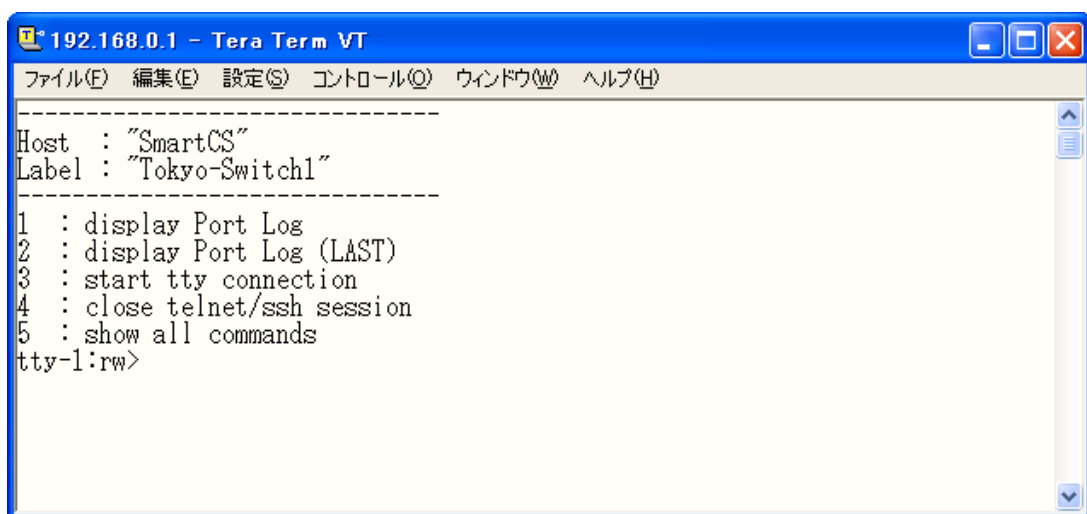 192.168.0.1 - Tera Term VT
ファイル(F) 編集(E) 設定(S) コントロール(O) ウィンドウ(W) ヘルプ(H)
-------------------------------
Host : "SmartCS"
Label : "Tokyo-Switch1"
-------------------------------
1 : display Port Log
2 : display Port Log (LAST)
3 : start tty connection
4 : close telnet/ssh session
5 : show all commands
tty-1:rw>